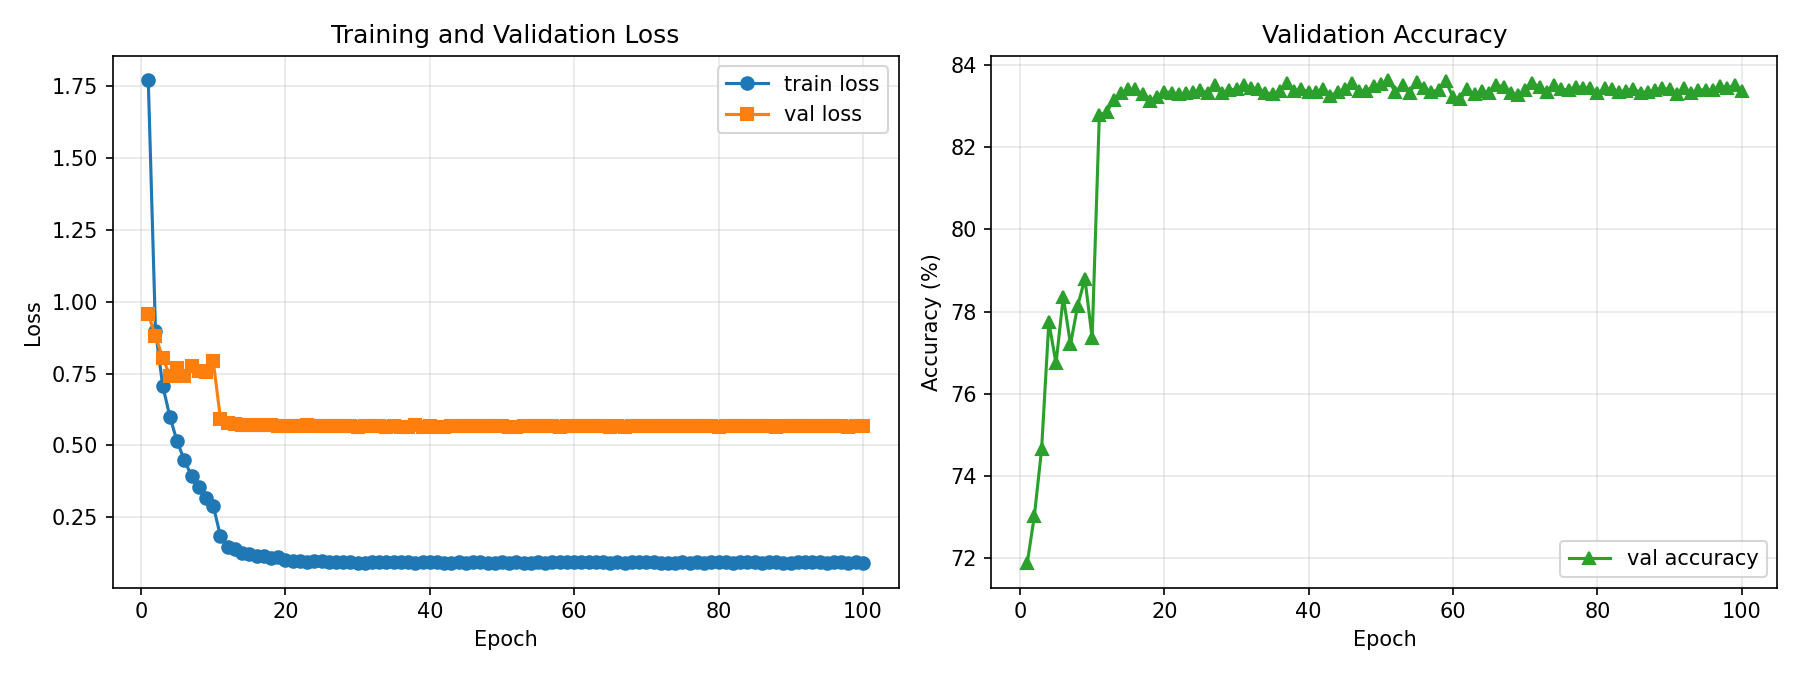 Training and Validation Loss
train loss
val loss
1.75
1.50
1.25
1.00
0.75
0.50
0.25
Loss
0 20 40 60 80 100
Epoch
Validation Accuracy
84
82
80
78
76
74
72
Accuracy (%)
val accuracy
0 20 40 60 80 100
Epoch